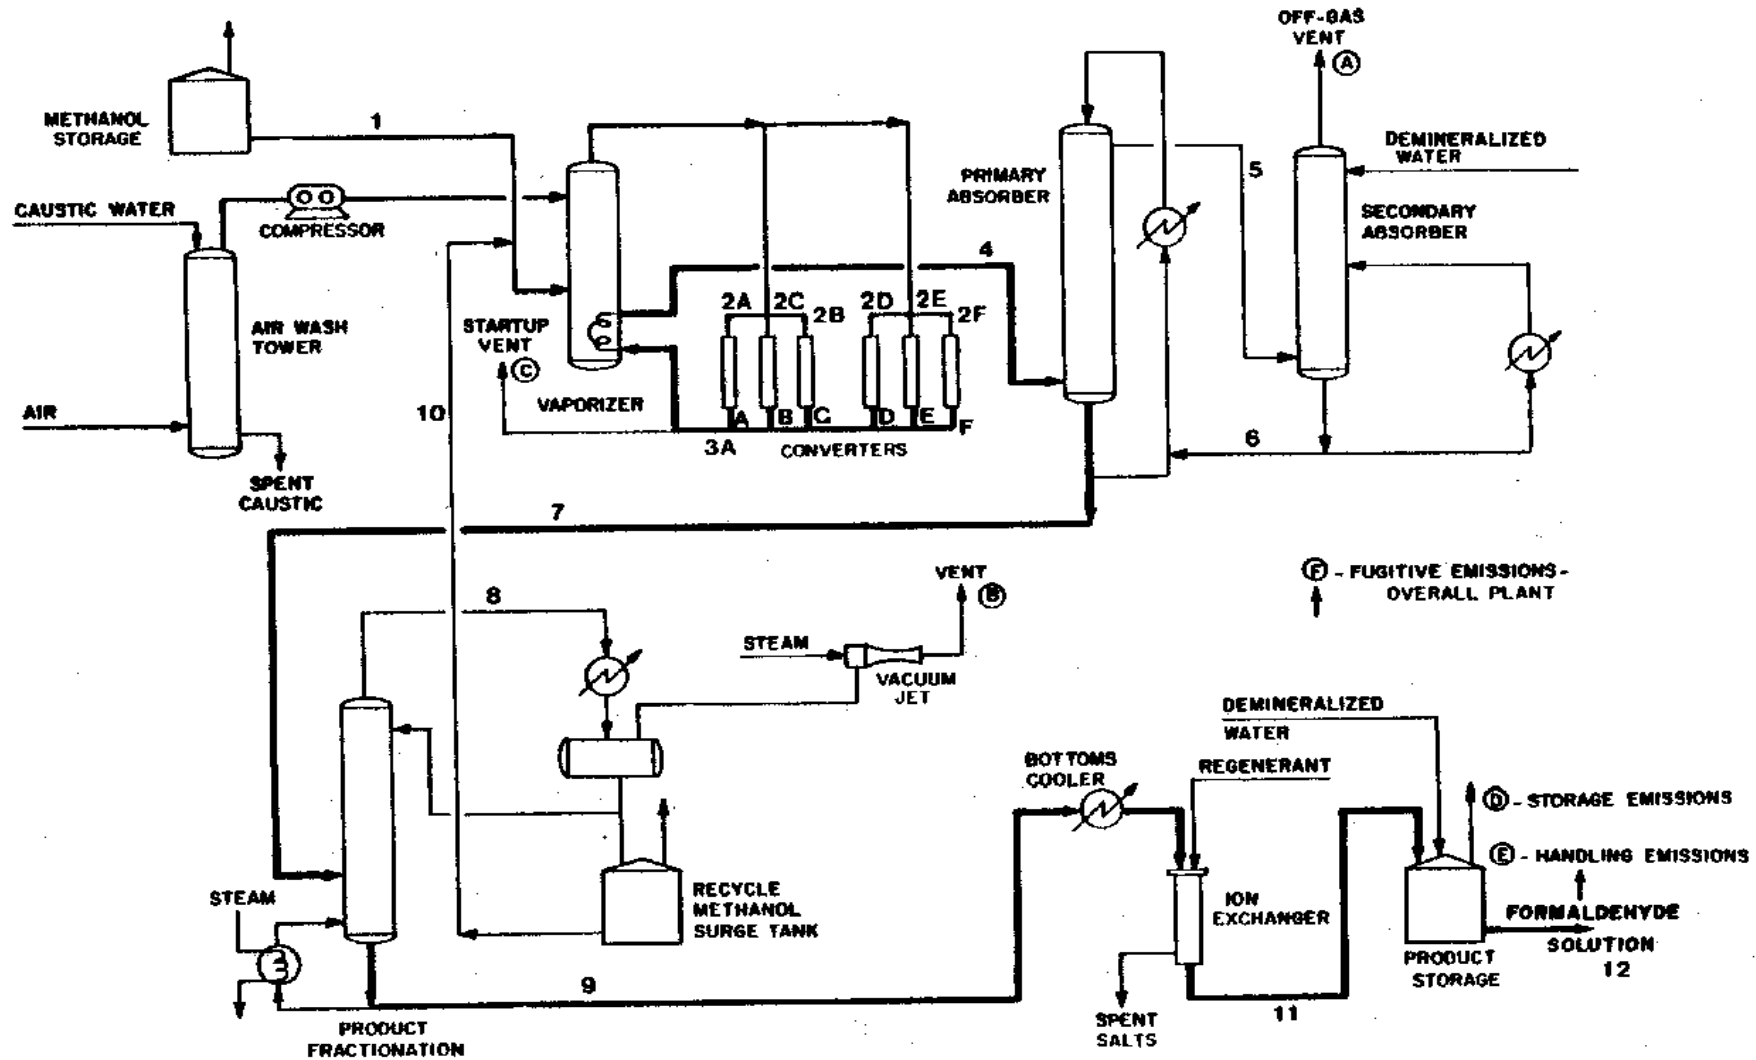 OFF-GAS
VENT
A
METHANOL
STORAGE
1
DEMINERALIZED
WATER
PRIMARY
ABSORBER
5
CAUSTIC WATER
COMPRESSOR
SECONDARY
ABSORBER
4
AIR WASH
TOWER
2A
2C
2B
2D
2E
2F
STARTUP
VENT
C
VAPORIZER
10
AIR
A
B
C
D
E
F
3A
CONVERTERS
6
SPENT
CAUSTIC
7
VENT
B
F - FUGITIVE EMISSIONS -
OVERALL PLANT
8
STEAM
VACUUM
JET
DEMINERALIZED
WATER
BOTTOMS
COOLER
REGENERANT
D - STORAGE EMISSIONS
E - HANDLING EMISSIONS
STEAM
RECYCLE
METHANOL
SURGE TANK
ION
EXCHANGER
FORMALDEHYDE
SOLUTION
12
PRODUCT
STORAGE
9
11
SPENT
SALTS
PRODUCT
FRACTIONATION